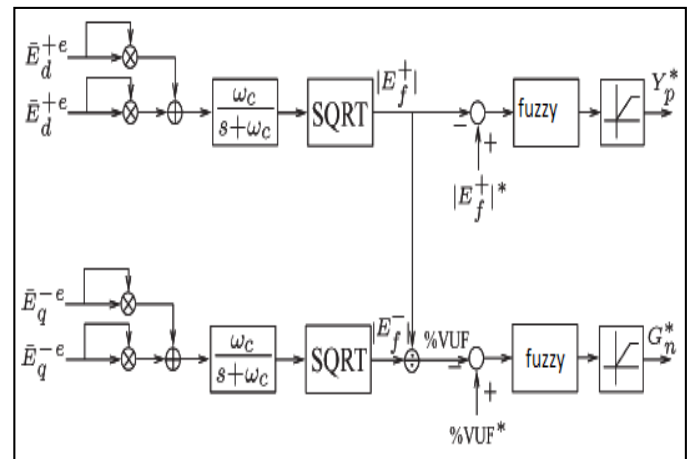 Ē_d^{+e}
Ē_d^{+e}
ω_c
s+ω_c
SQRT
|E_f^+|
−
+
|E_f^+|*
fuzzy
Y_p^*
Ē_q^{-e}
Ē_q^{-e}
ω_c
s+ω_c
SQRT
|E_f^-|
%VUF
−
+
%VUF*
fuzzy
G_n^*